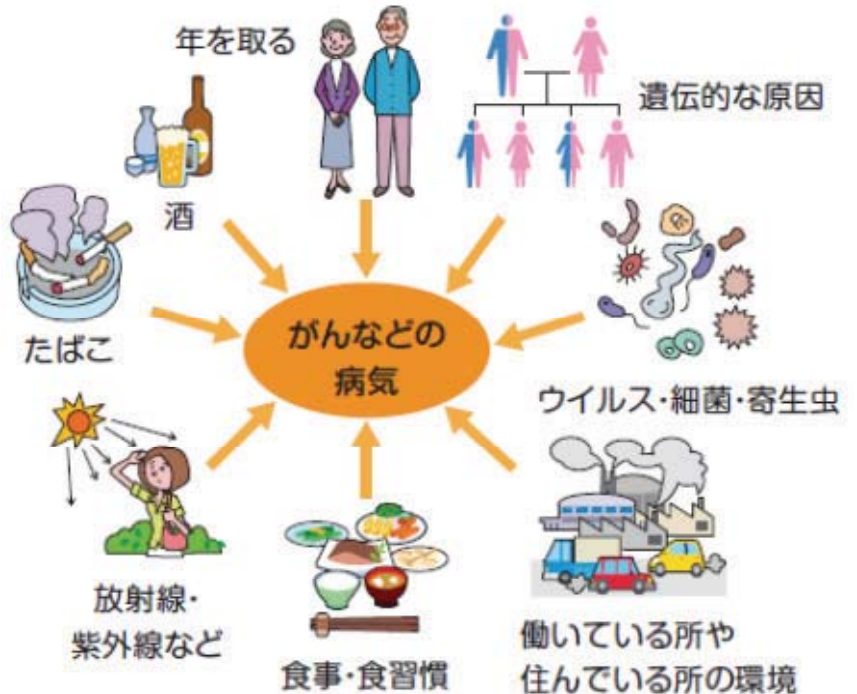 年を取る
遺伝的な原因
酒
たばこ
がんなどの
病気
ウイルス・細菌・寄生虫
放射線・
紫外線など
食事・食習慣
働いている所や
住んでいる所の環境